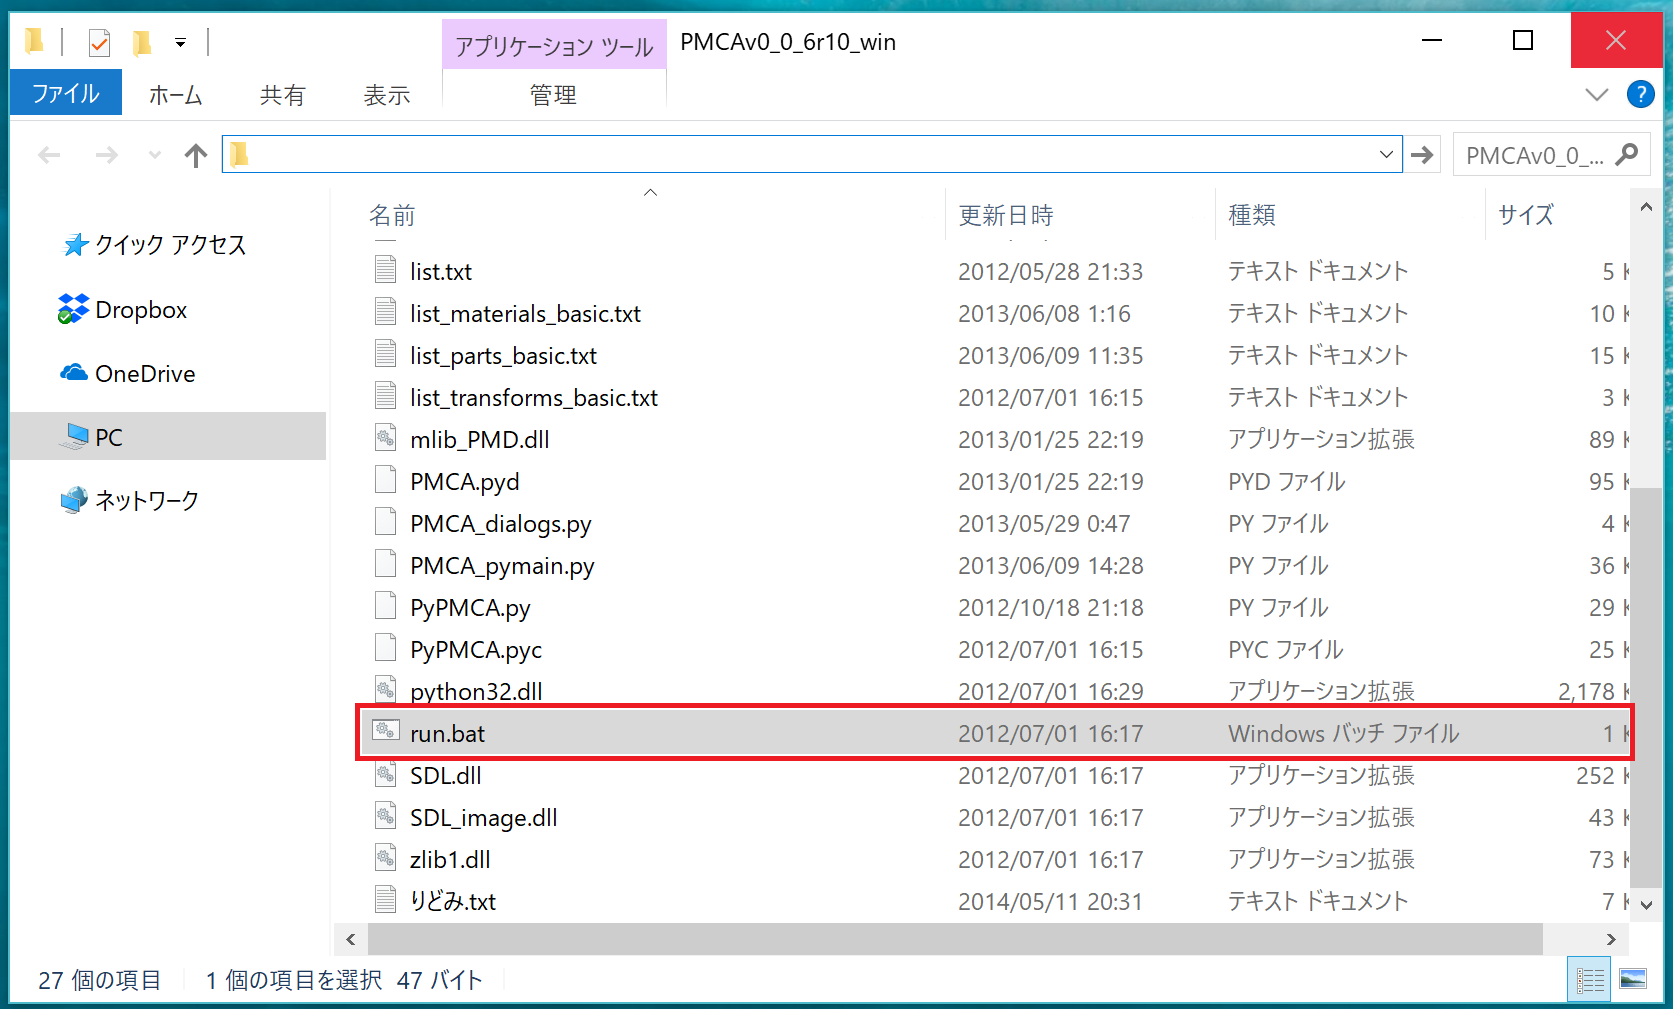 アプリケーション ツール PMCAv0_0_6r10_win
ファイル ホーム 共有 表示 管理 ?
PMCAv0_0_...
名前 更新日時 種類 サイズ
クイック アクセス
Dropbox
OneDrive
PC
ネットワーク
list.txt 2012/05/28 21:33 テキスト ドキュメント 5 K
list_materials_basic.txt 2013/06/08 1:16 テキスト ドキュメント 10 K
list_parts_basic.txt 2013/06/09 11:35 テキスト ドキュメント 15 K
list_transforms_basic.txt 2012/07/01 16:15 テキスト ドキュメント 3 K
mlib_PMD.dll 2013/01/25 22:19 アプリケーション拡張 89 K
PMCA.pyd 2013/01/25 22:19 PYD ファイル 95 K
PMCA_dialogs.py 2013/05/29 0:47 PY ファイル 4 K
PMCA_pymain.py 2013/06/09 14:28 PY ファイル 36 K
PyPMCA.py 2012/10/18 21:18 PY ファイル 29 K
PyPMCA.pyc 2012/07/01 16:15 PYC ファイル 25 K
python32.dll 2012/07/01 16:29 アプリケーション拡張 2,178 K
run.bat 2012/07/01 16:17 Windows バッチ ファイル 1 K
SDL.dll 2012/07/01 16:17 アプリケーション拡張 252 K
SDL_image.dll 2012/07/01 16:17 アプリケーション拡張 43 K
zlib1.dll 2012/07/01 16:17 アプリケーション拡張 73 K
りどみ.txt 2014/05/11 20:31 テキスト ドキュメント 7 K
27 個の項目 1 個の項目を選択 47 バイト